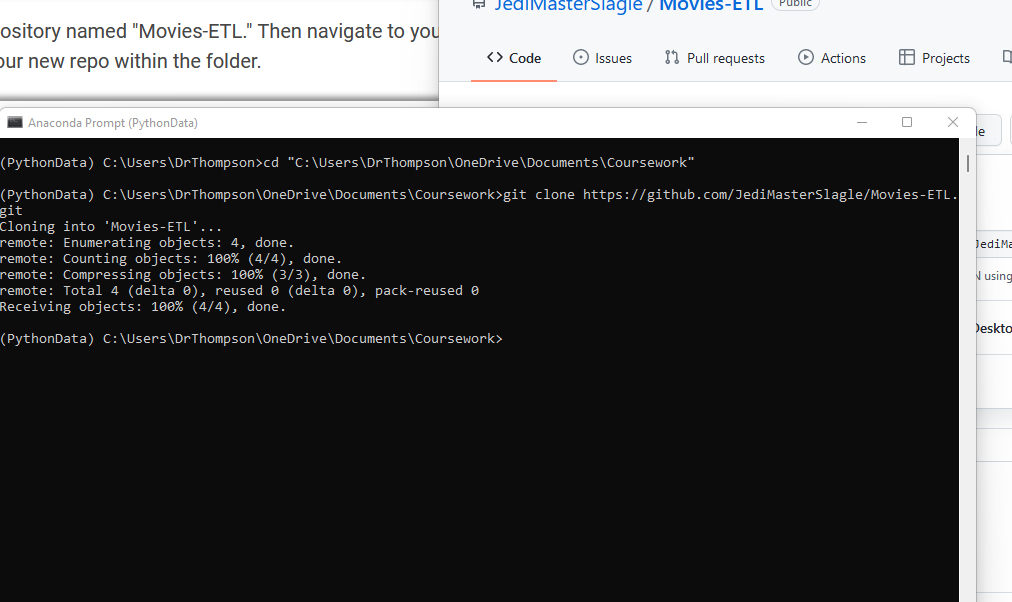 JediMasterSlagle / Movies-ETL Public
ository named "Movies-ETL." Then navigate to you
our new repo within the folder.
Code Issues Pull requests Actions Projects
Anaconda Prompt (PythonData)
(PythonData) C:\Users\DrThompson>cd "C:\Users\DrThompson\OneDrive\Documents\Coursework"
(PythonData) C:\Users\DrThompson\OneDrive\Documents\Coursework>git clone https://github.com/JediMasterSlagle/Movies-ETL.
git
Cloning into 'Movies-ETL'...
remote: Enumerating objects: 4, done.
remote: Counting objects: 100% (4/4), done.
remote: Compressing objects: 100% (3/3), done.
remote: Total 4 (delta 0), reused 0 (delta 0), pack-reused 0
Receiving objects: 100% (4/4), done.
(PythonData) C:\Users\DrThompson\OneDrive\Documents\Coursework>
le
JediMa
N using
Deskto